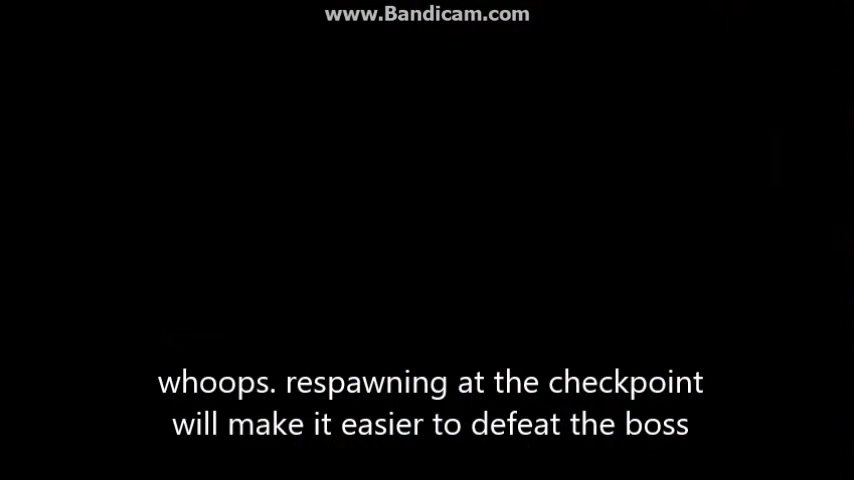 www.Bandicam.com
whoops. respawning at the checkpoint
will make it easier to defeat the boss